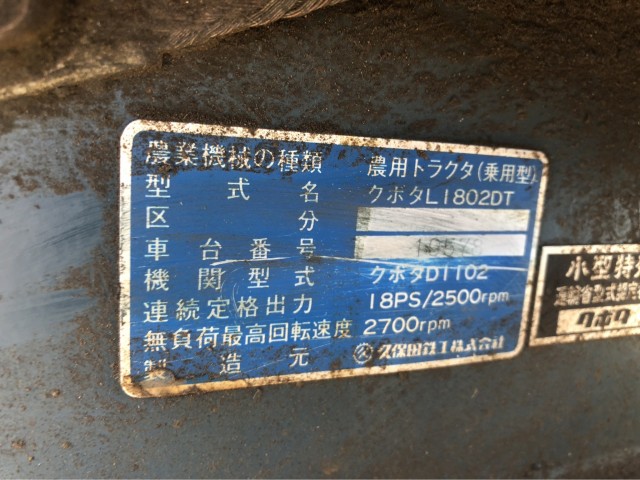 農業機械の種類 農用トラクタ(乗用型)
型式名 クボタL1802DT
区分
車台番号
機関型式 クボタD1102
連続定格出力 18PS/2500rpm
無負荷最高回転速度 2700rpm
製造元 久保田鉄工株式会社
小型特
クボタ